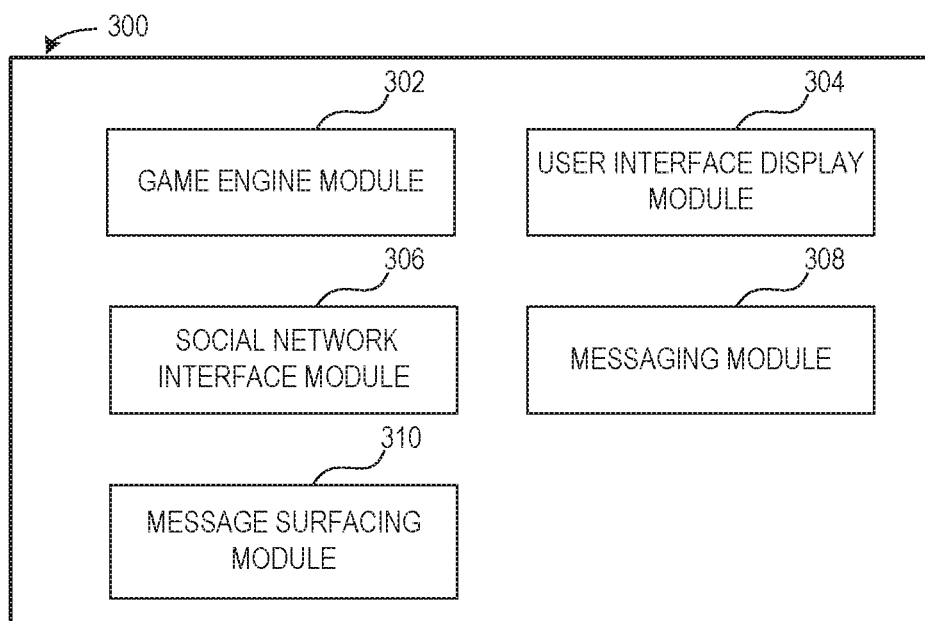 300
302
304
GAME ENGINE MODULE
USER INTERFACE DISPLAY
MODULE
306
308
SOCIAL NETWORK
INTERFACE MODULE
MESSAGING MODULE
310
MESSAGE SURFACING
MODULE